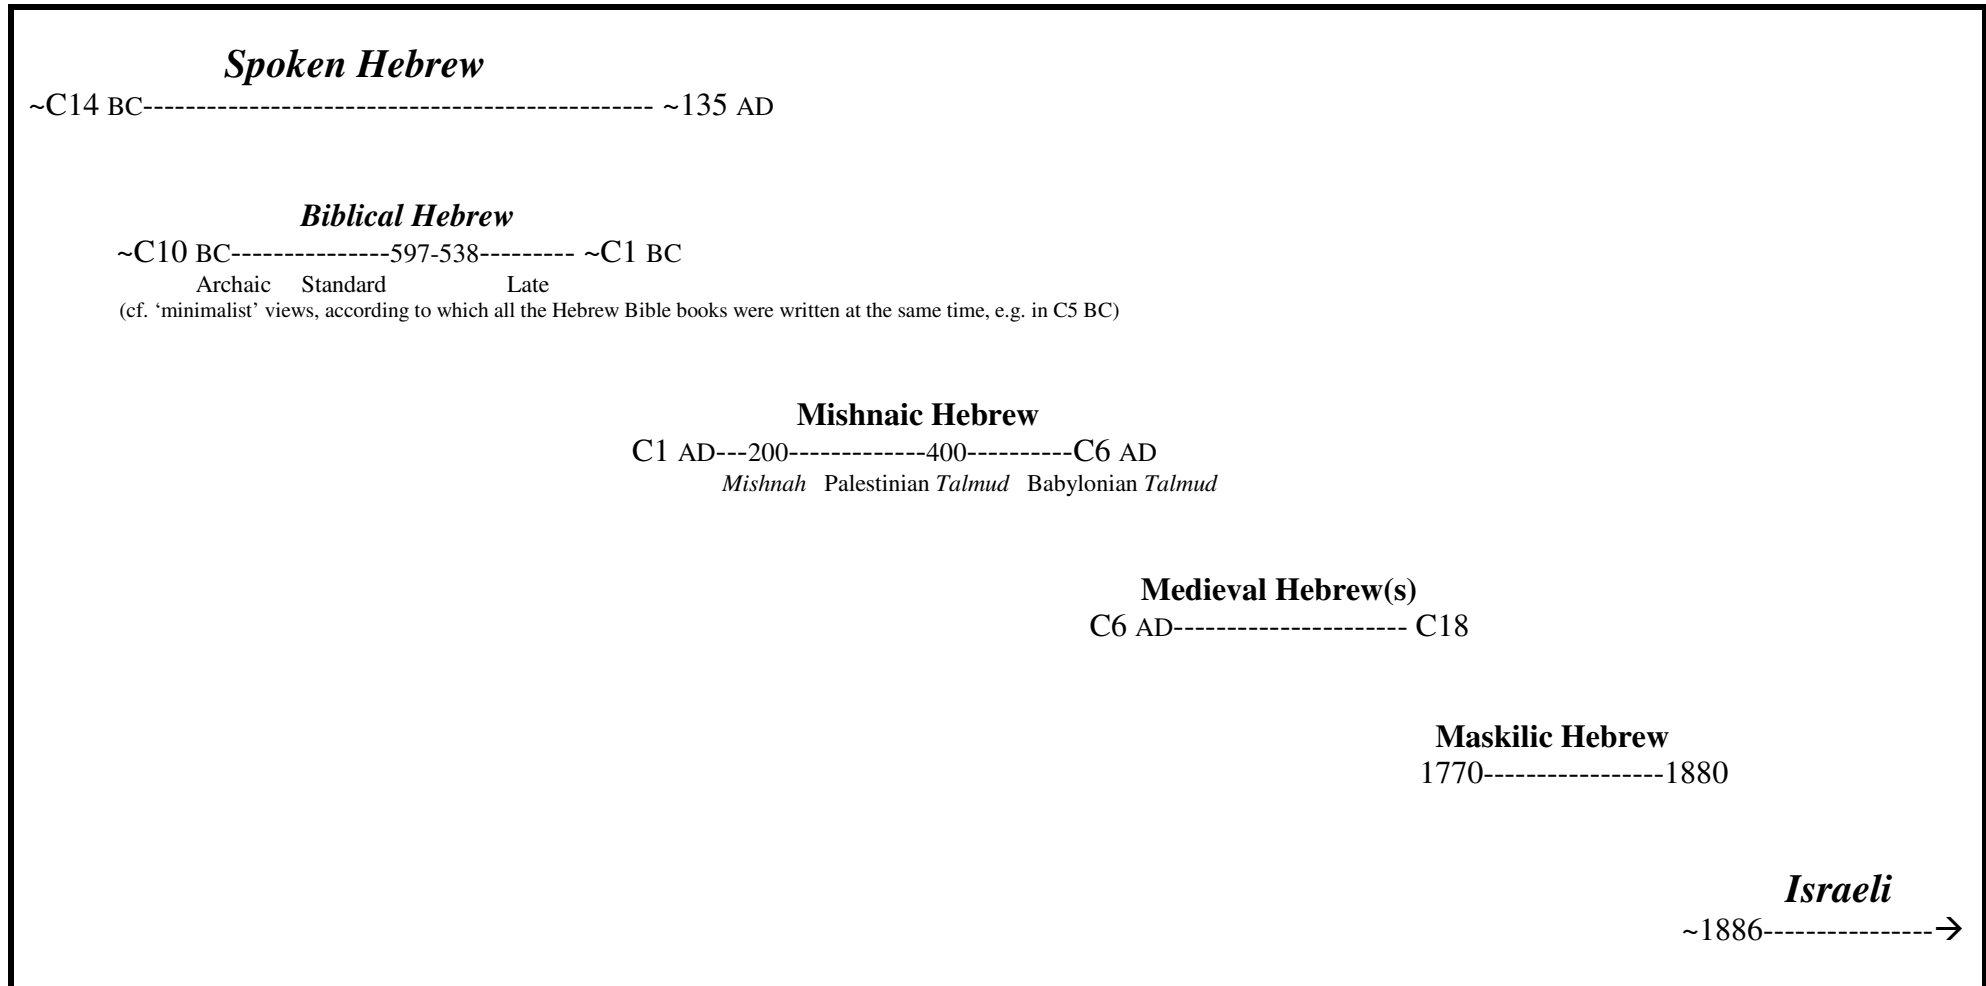 Spoken Hebrew
~C14 BC------------------------------------------------ ~135 AD
Biblical Hebrew
~C10 BC---------------597-538--------- ~C1 BC
Archaic Standard Late
(cf. ‘minimalist’ views, according to which all the Hebrew Bible books were written at the same time, e.g. in C5 BC)
Mishnaic Hebrew
C1 AD---200-------------400----------C6 AD
Mishnah Palestinian Talmud Babylonian Talmud
Medieval Hebrew(s)
C6 AD---------------------- C18
Maskilic Hebrew
1770-----------------1880
Israeli
~1886----------------→